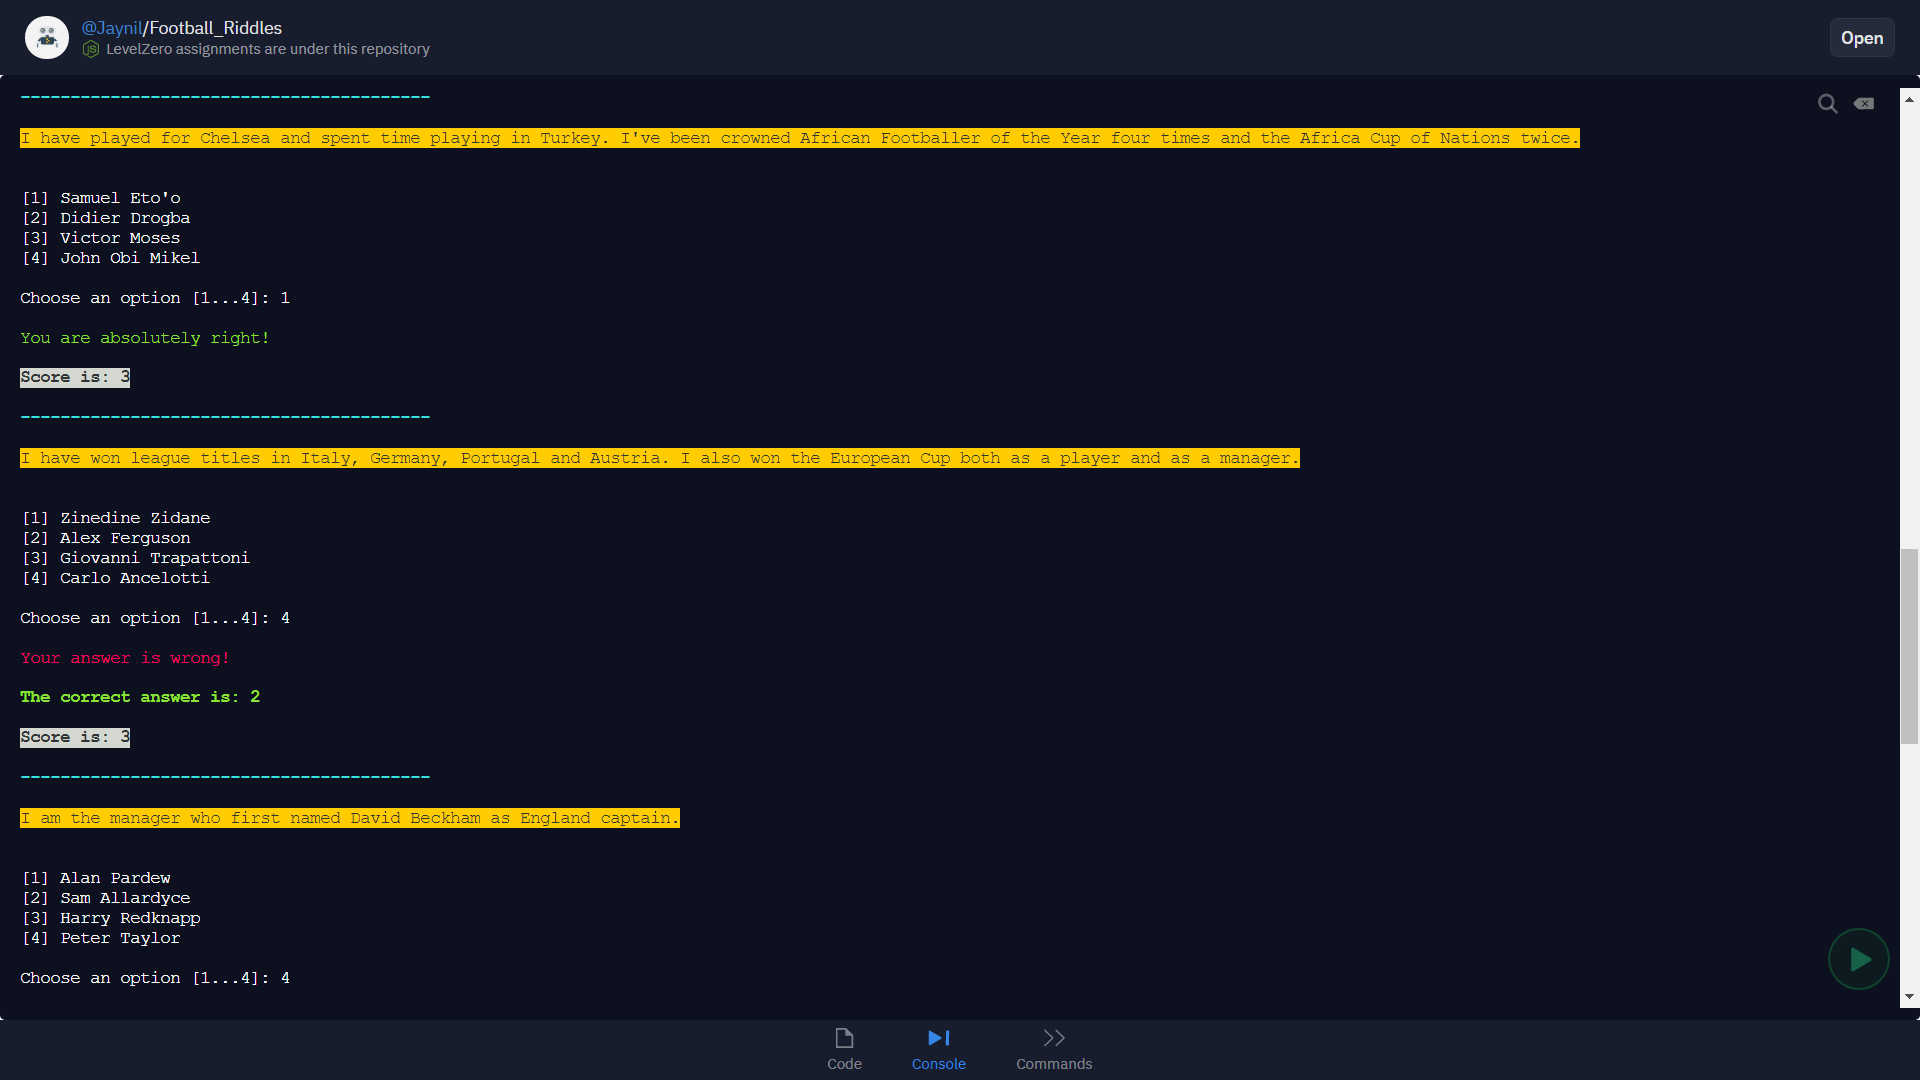 @Jaynil/Football_Riddles
LevelZero assignments are under this repository
Open
-----------------------------------------
I have played for Chelsea and spent time playing in Turkey. I've been crowned African Footballer of the Year four times and the Africa Cup of Nations twice.
[1] Samuel Eto'o
[2] Didier Drogba
[3] Victor Moses
[4] John Obi Mikel
Choose an option [1...4]: 1
You are absolutely right!
Score is: 3
-----------------------------------------
I have won league titles in Italy, Germany, Portugal and Austria. I also won the European Cup both as a player and as a manager.
[1] Zinedine Zidane
[2] Alex Ferguson
[3] Giovanni Trapattoni
[4] Carlo Ancelotti
Choose an option [1...4]: 4
Your answer is wrong!
The correct answer is: 2
Score is: 3
-----------------------------------------
I am the manager who first named David Beckham as England captain.
[1] Alan Pardew
[2] Sam Allardyce
[3] Harry Redknapp
[4] Peter Taylor
Choose an option [1...4]: 4
Code
Console
Commands